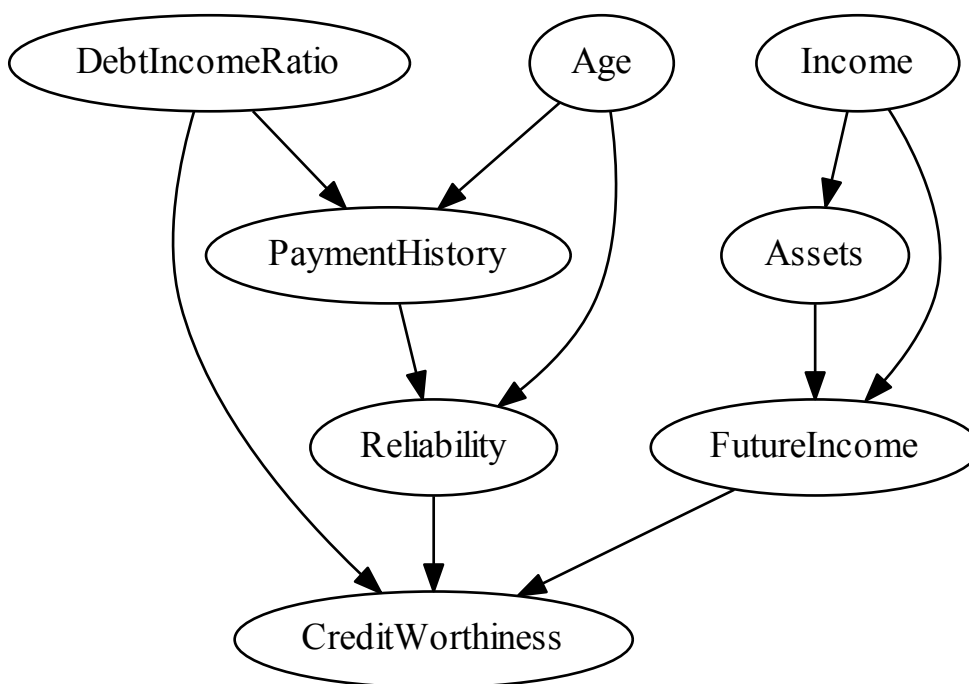 DebtIncomeRatio
Age
Income
PaymentHistory
Assets
Reliability
FutureIncome
CreditWorthiness